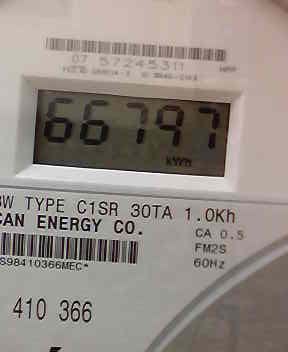 07 57245311
66797
kWh
W TYPE C1SR 30TA 1.0Kh
CAN ENERGY CO.
CA 0.5
FM2S
60Hz
S98410366MEC*
410 366